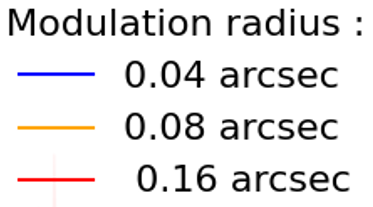 Modulation radius :
0.04 arcsec
0.08 arcsec
0.16 arcsec